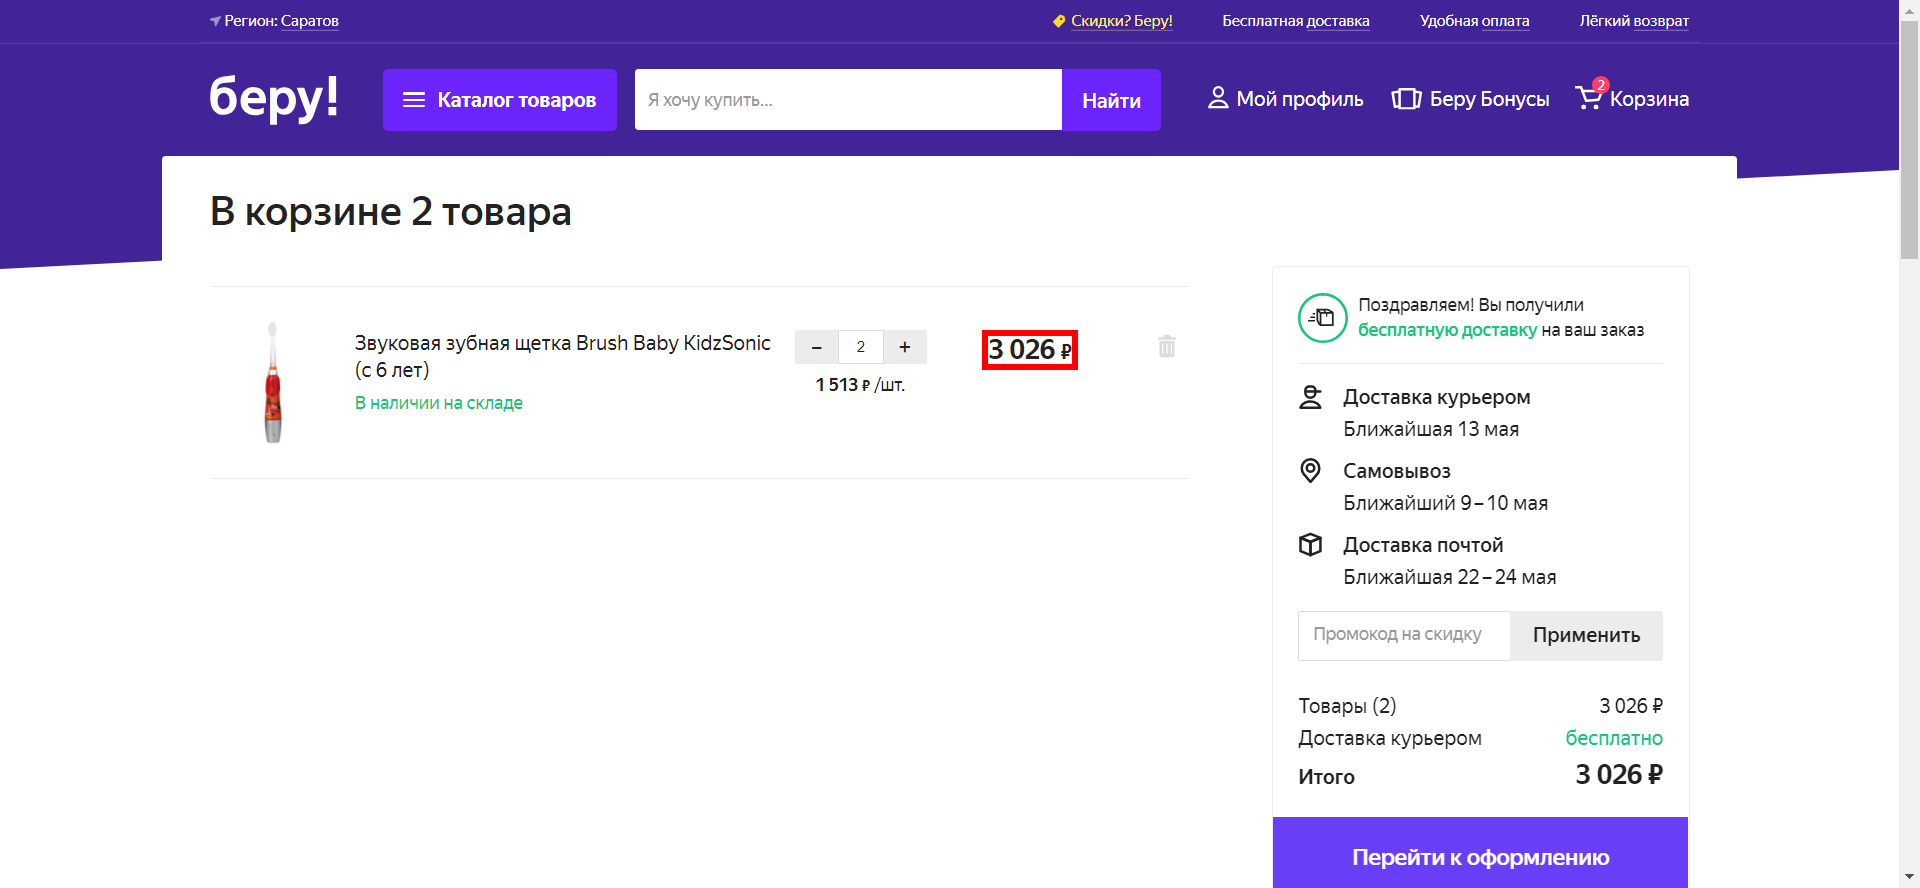 Регион: Саратов
Скидки? Беру!
Бесплатная доставка
Удобная оплата
Лёгкий возврат
беру!
Каталог товаров
Я хочу купить...
Найти
Мой профиль
Беру Бонусы
2
Корзина
В корзине 2 товара
Звуковая зубная щетка Brush Baby KidzSonic
(с 6 лет)
В наличии на складе
– 2 +
1 513 ₽ /шт.
3 026 ₽
Поздравляем! Вы получили
бесплатную доставку на ваш заказ
Доставка курьером
Ближайшая 13 мая
Самовывоз
Ближайший 9 – 10 мая
Доставка почтой
Ближайшая 22 – 24 мая
Промокод на скидку
Применить
Товары (2) 3 026 ₽
Доставка курьером бесплатно
Итого 3 026 ₽
Перейти к оформлению